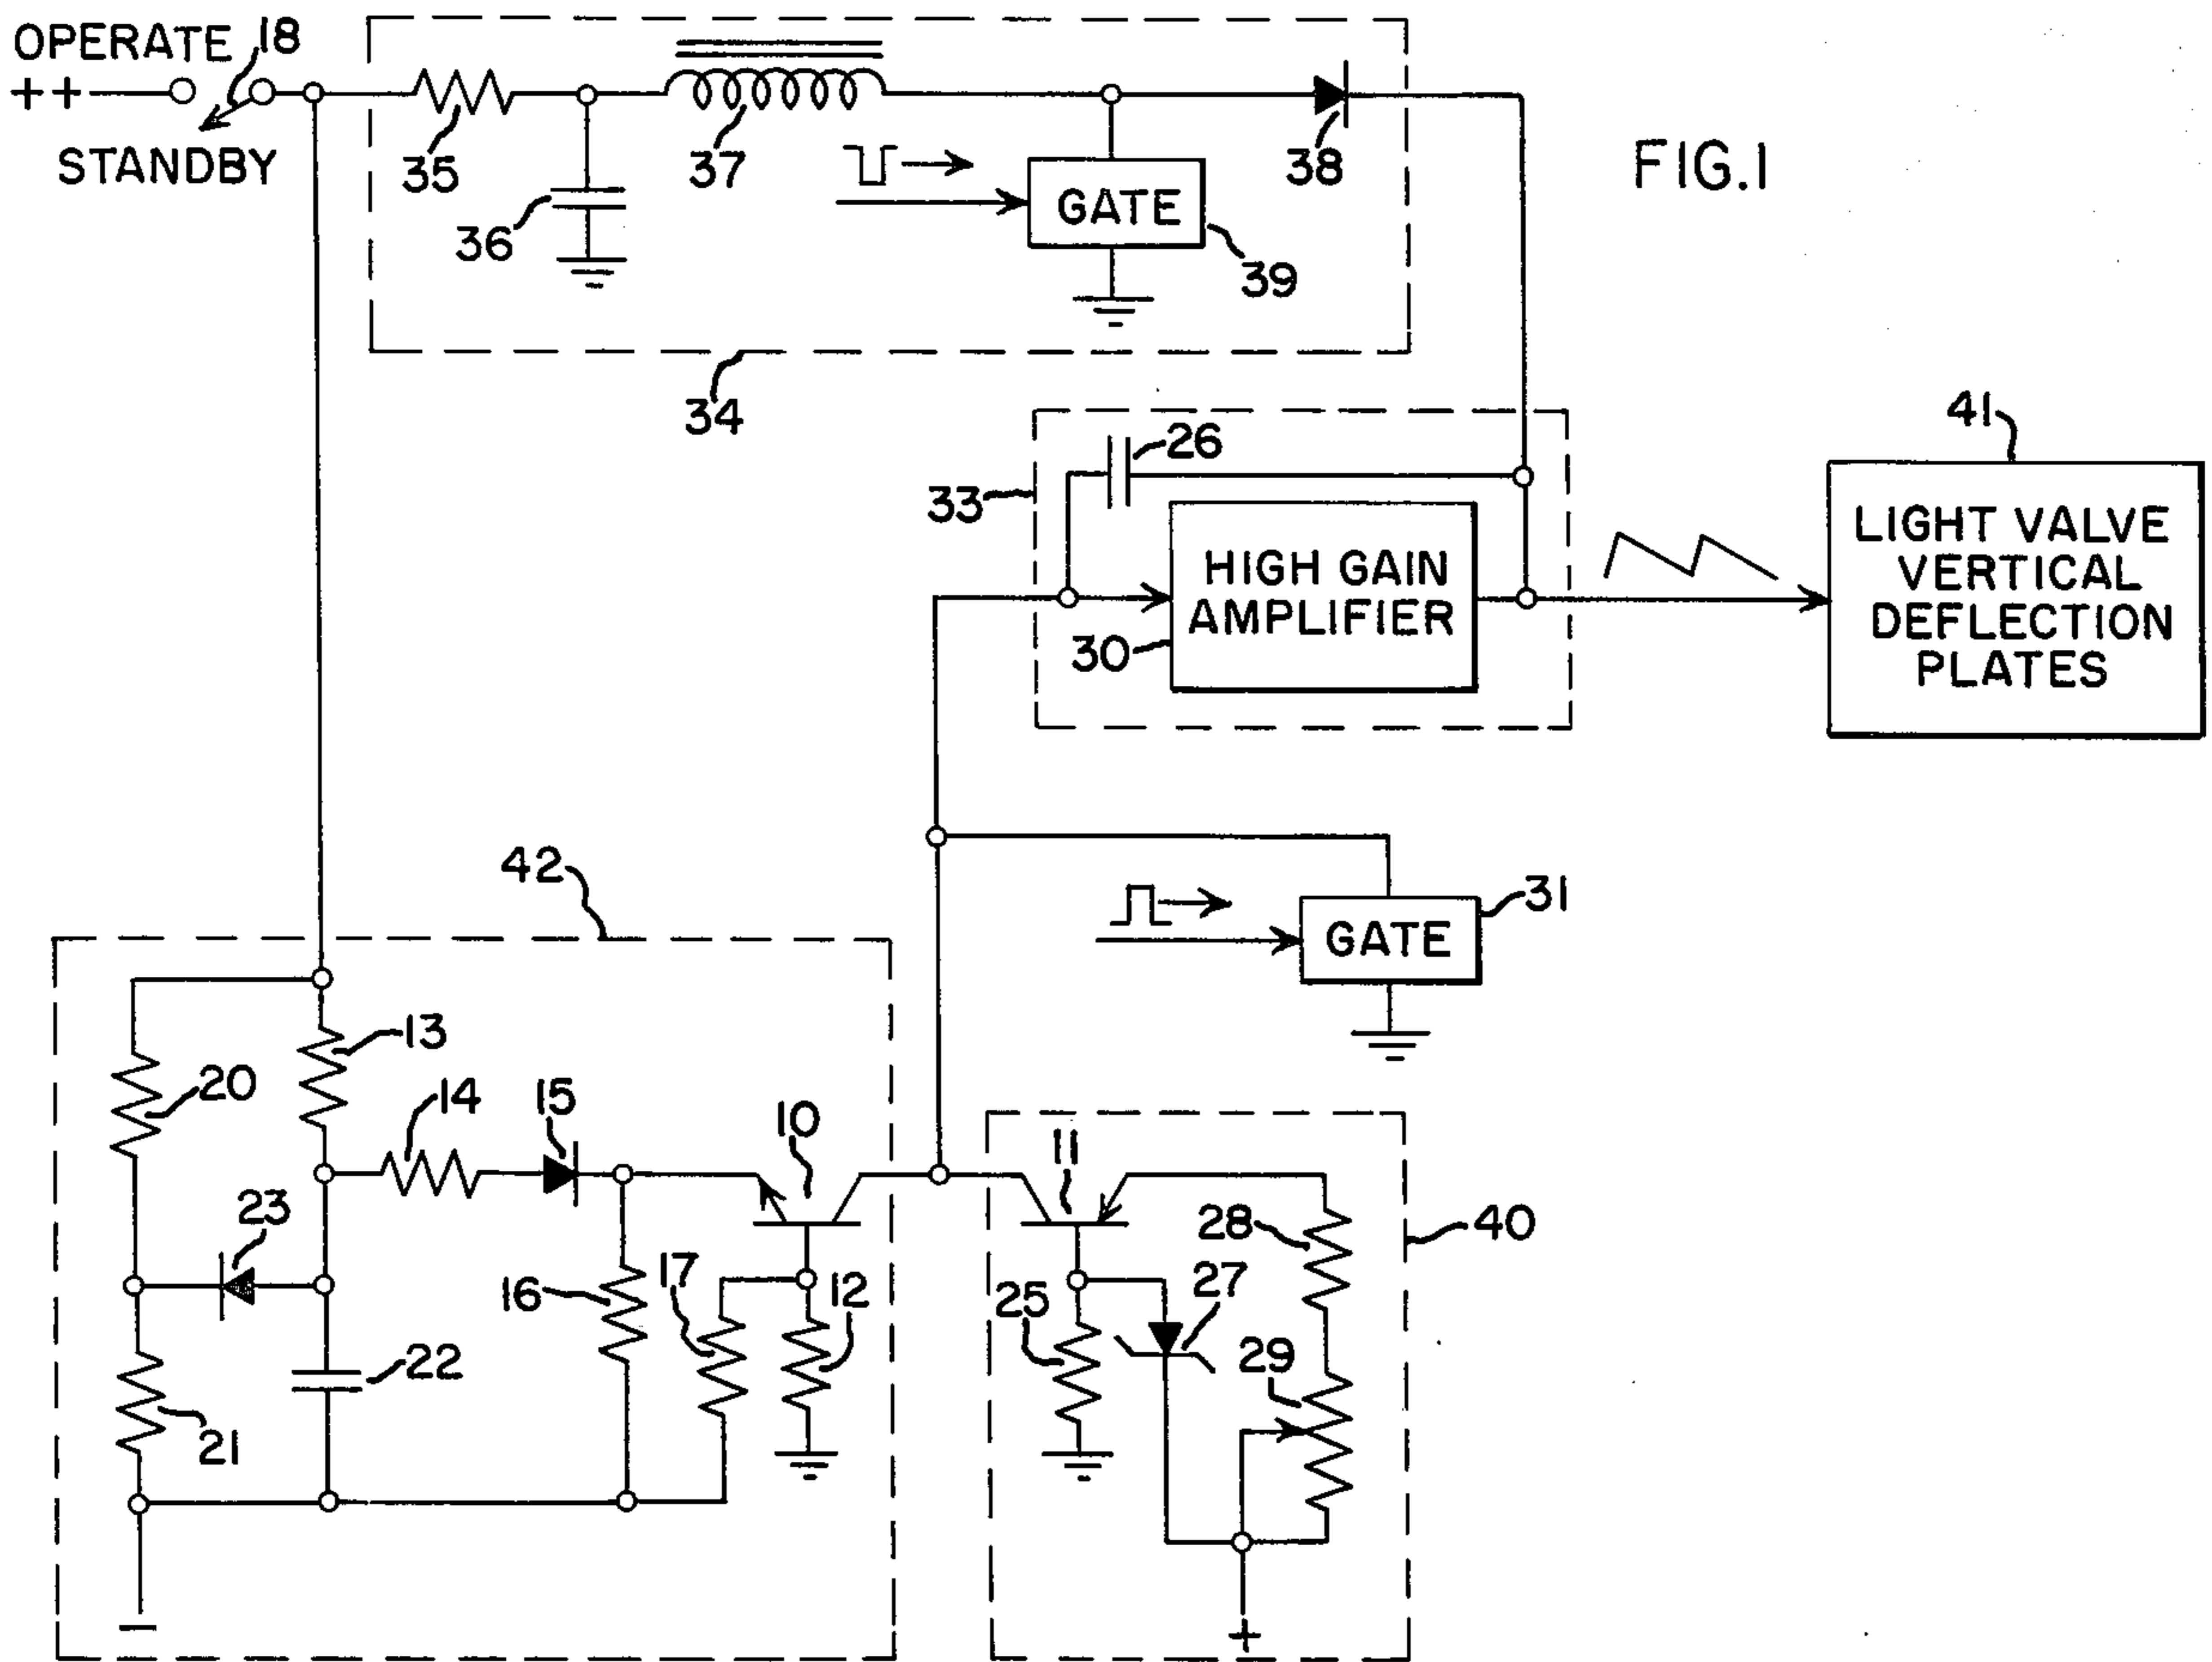 OPERATE 18
++
STANDBY
35
36
37
38
GATE
39
34
FIG.1
26
33
HIGH GAIN
AMPLIFIER
30
41
LIGHT VALVE
VERTICAL
DEFLECTION
PLATES
42
31
GATE
13
20
14
15
10
11
23
28
40
16
17
12
25
27
29
22
21
−
+